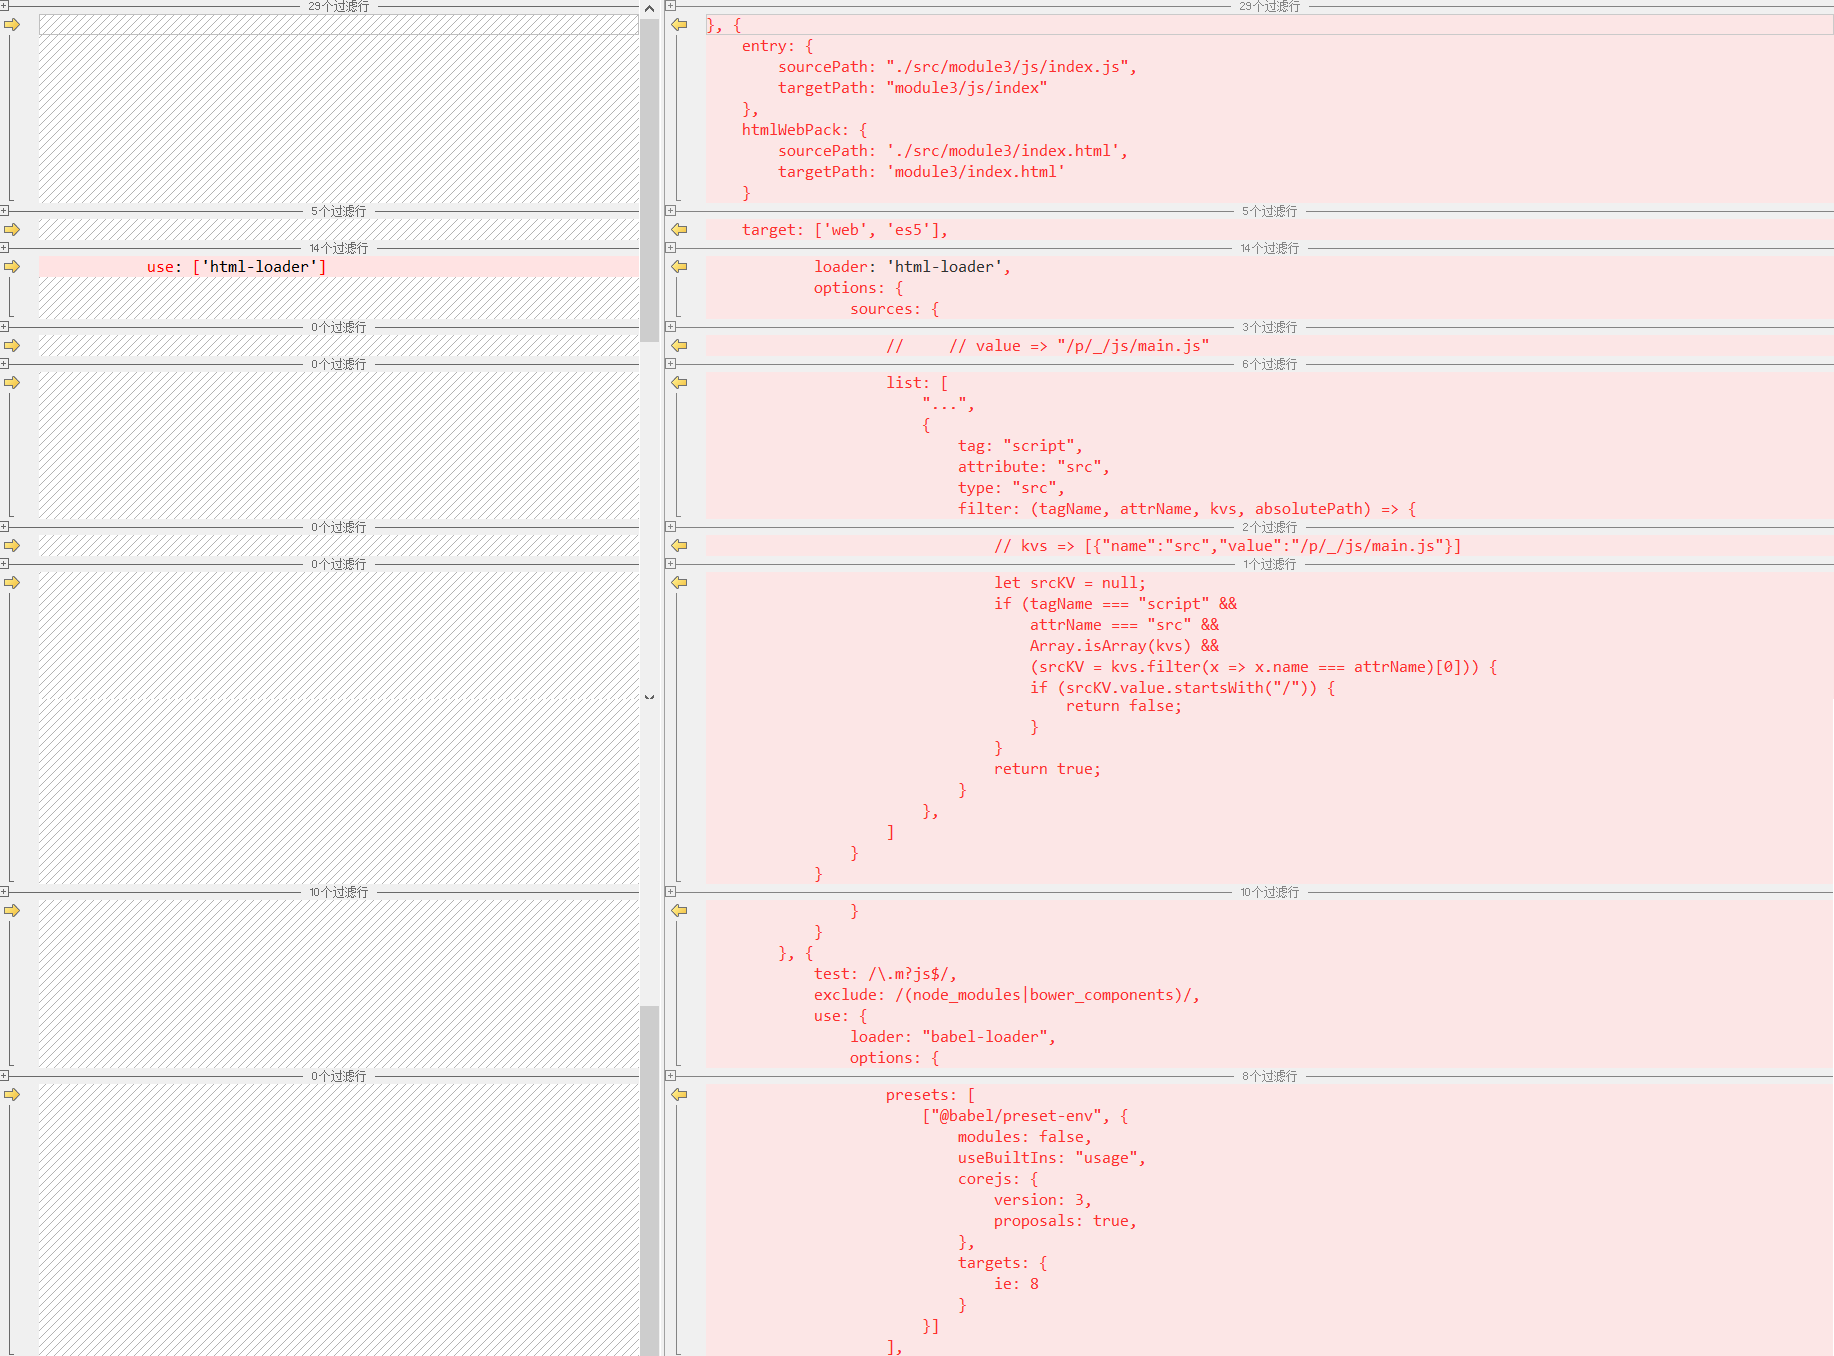 29个过滤行
29个过滤行
}, {
entry: {
sourcePath: "./src/module3/js/index.js",
targetPath: "module3/js/index"
},
htmlWebPack: {
sourcePath: './src/module3/index.html',
targetPath: 'module3/index.html'
}
5个过滤行
5个过滤行
target: ['web', 'es5'],
14个过滤行
14个过滤行
use: ['html-loader']
loader: 'html-loader',
options: {
sources: {
0个过滤行
3个过滤行
//     // value => "/p/_/js/main.js"
0个过滤行
6个过滤行
list: [
"...",
{
tag: "script",
attribute: "src",
type: "src",
filter: (tagName, attrName, kvs, absolutePath) => {
0个过滤行
2个过滤行
// kvs => [{"name":"src","value":"/p/_/js/main.js"}]
0个过滤行
1个过滤行
let srcKV = null;
if (tagName === "script" &&
attrName === "src" &&
Array.isArray(kvs) &&
(srcKV = kvs.filter(x => x.name === attrName)[0])) {
if (srcKV.value.startsWith("/")) {
return false;
}
}
return true;
}
},
]
}
}
10个过滤行
10个过滤行
}
}
}, {
test: /\.m?js$/,
exclude: /(node_modules|bower_components)/,
use: {
loader: "babel-loader",
options: {
0个过滤行
8个过滤行
presets: [
["@babel/preset-env", {
modules: false,
useBuiltIns: "usage",
corejs: {
version: 3,
proposals: true,
},
targets: {
ie: 8
}
}]
],